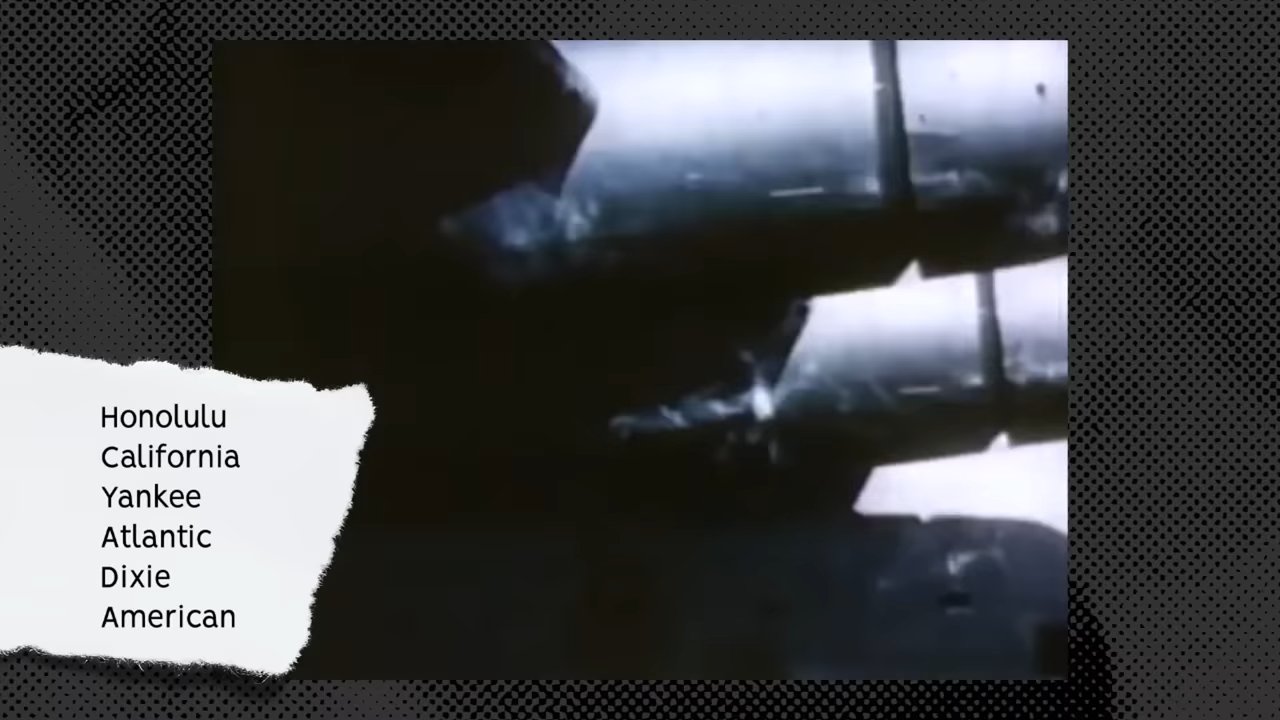 Honolulu
California
Yankee
Atlantic
Dixie
American